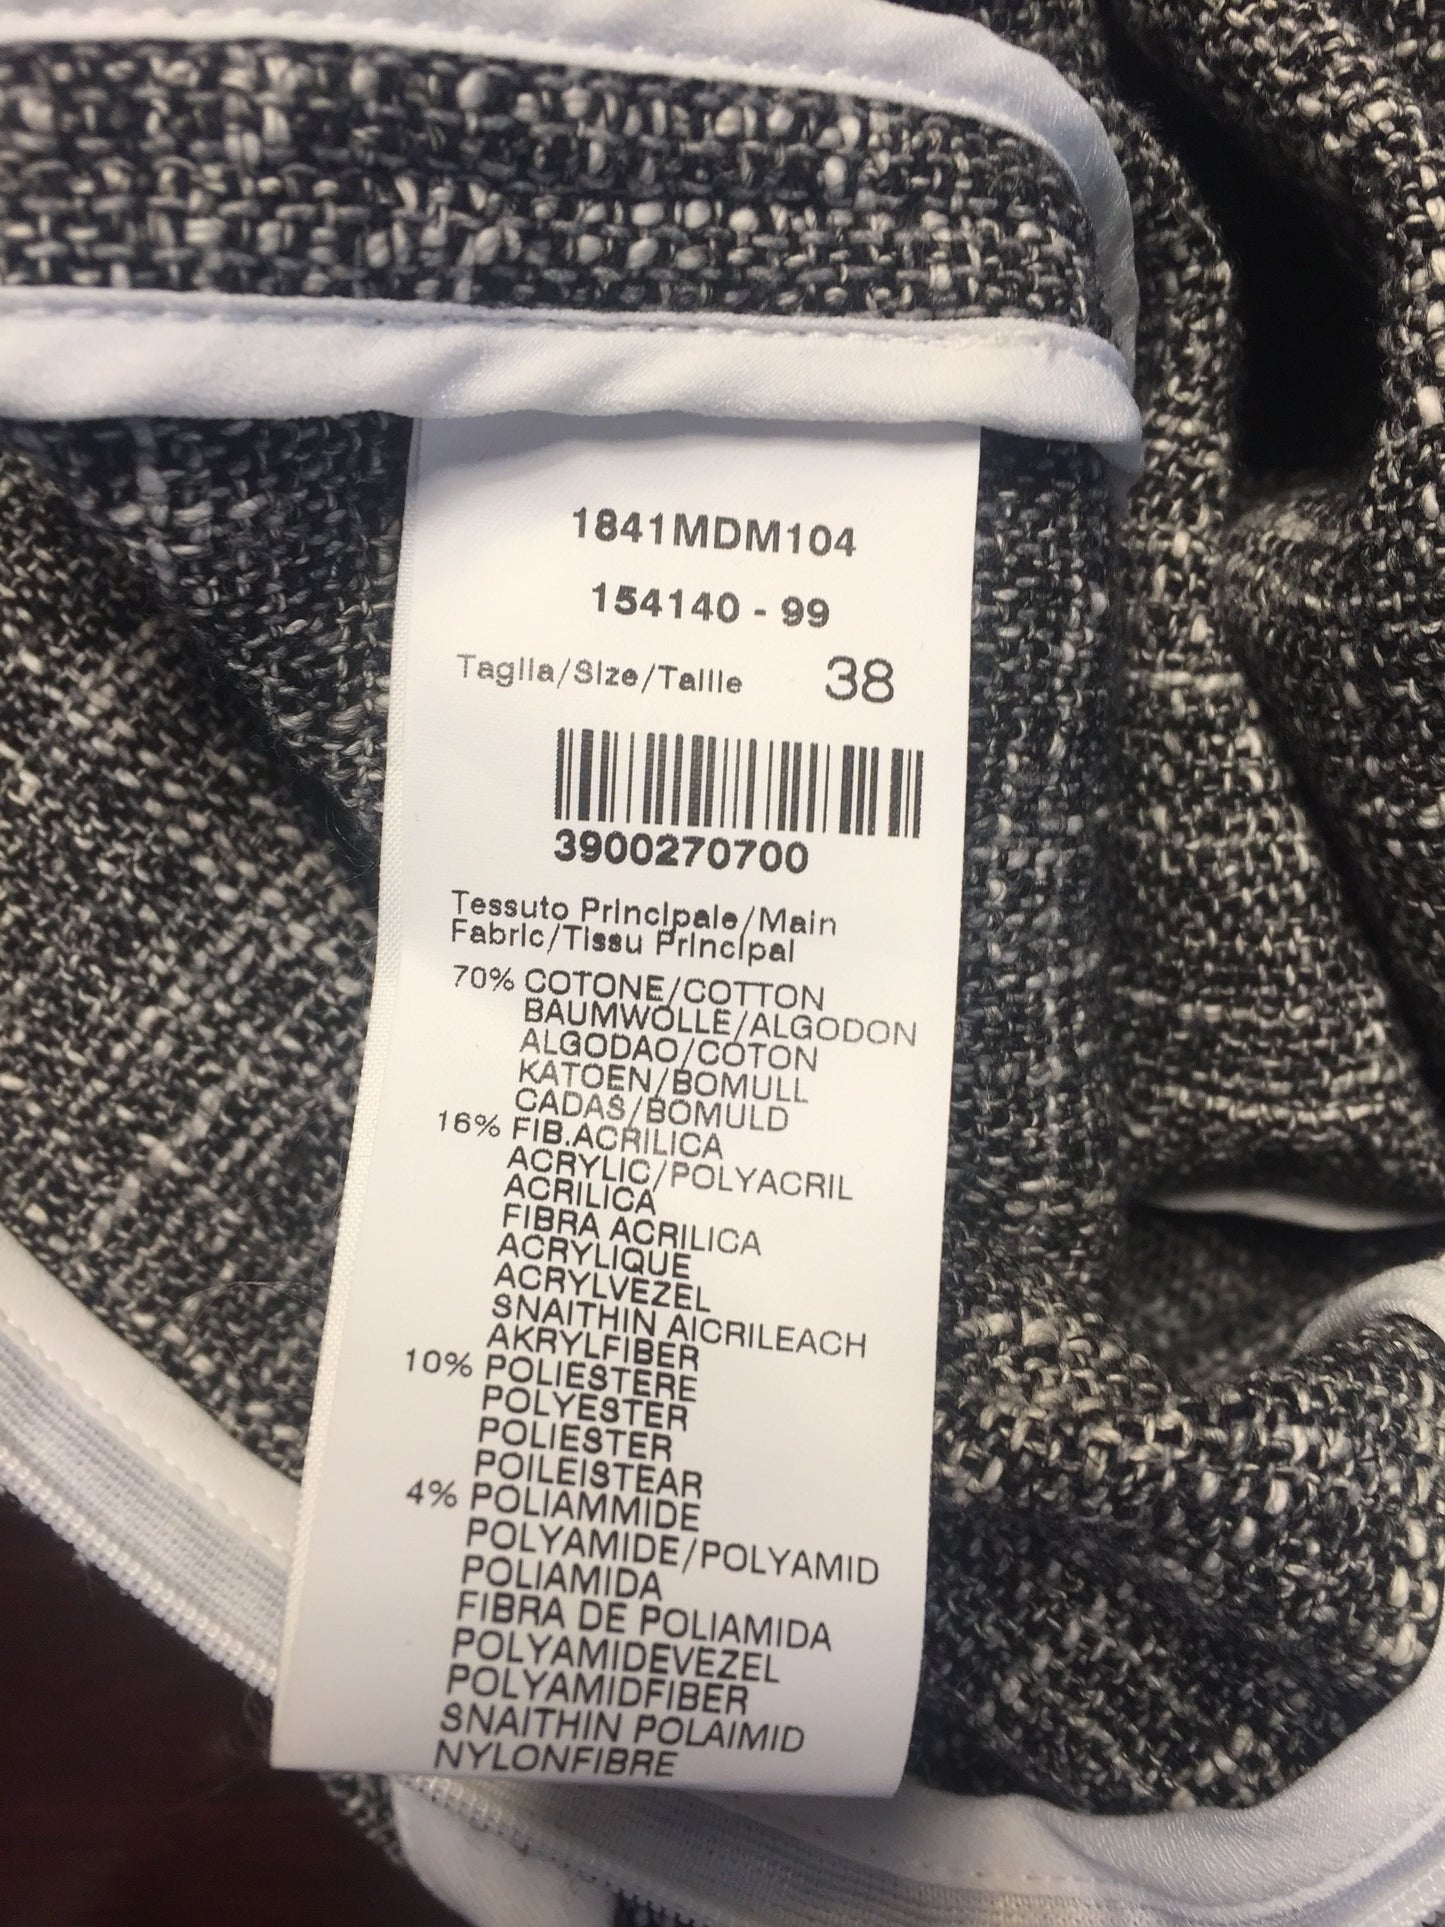 1841MDM104
154140 - 99
Taglia/Size/Taille 38
3900270700
Tessuto Principale/Main
Fabric/Tissu Principal
70% COTONE/COTTON
BAUMWOLLE/ALGODON
ALGODAO/COTON
KATOEN/BOMULL
CADAS/BOMULD
16% FIB.ACRILICA
ACRYLIC/POLYACRIL
ACRILICA
FIBRA ACRILICA
ACRYLIQUE
ACRYLVEZEL
SNAITHIN AICRILEACH
AKRYLFIBER
10% POLIESTERE
POLYESTER
POLIESTER
POILEISTEAR
4% POLIAMMIDE
POLYAMIDE/POLYAMID
POLIAMIDA
FIBRA DE POLIAMIDA
POLYAMIDEVEZEL
POLYAMIDFIBER
SNAITHIN POLAIMID
NYLONFIBRE